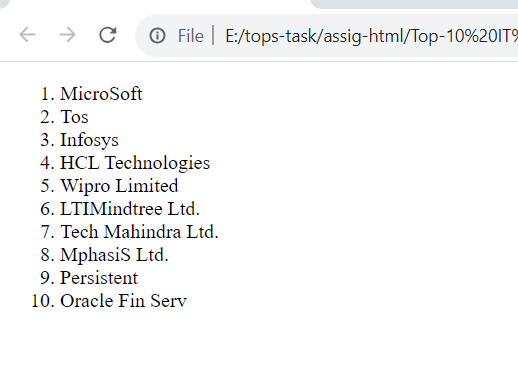 File | E:/tops-task/assig-html/Top-10%20IT%
1. MicroSoft
2. Tos
3. Infosys
4. HCL Technologies
5. Wipro Limited
6. LTIMindtree Ltd.
7. Tech Mahindra Ltd.
8. MphasiS Ltd.
9. Persistent
10. Oracle Fin Serv